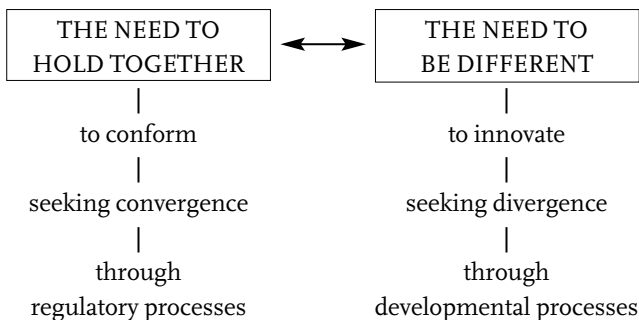 THE NEED TO
HOLD TOGETHER
to conform
seeking convergence
through
regulatory processes
THE NEED TO
BE DIFFERENT
to innovate
seeking divergence
through
developmental processes